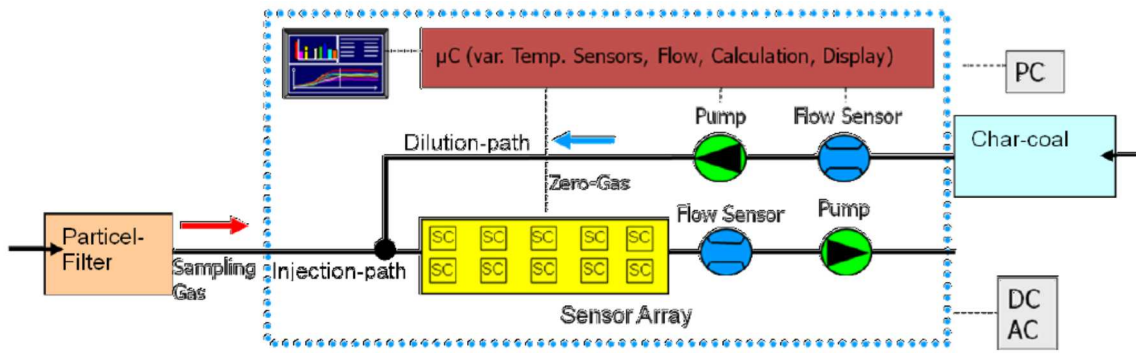 µC (var. Temp. Sensors, Flow, Calculation, Display)
PC
Pump
Flow Sensor
Dilution-path
Char-coal
Zero-Gas
Particel-
Filter
Sampling
Gas
Injection-path
SC SC SC SC SC
SC SC SC SC SC
Flow Sensor
Pump
Sensor Array
DC
AC